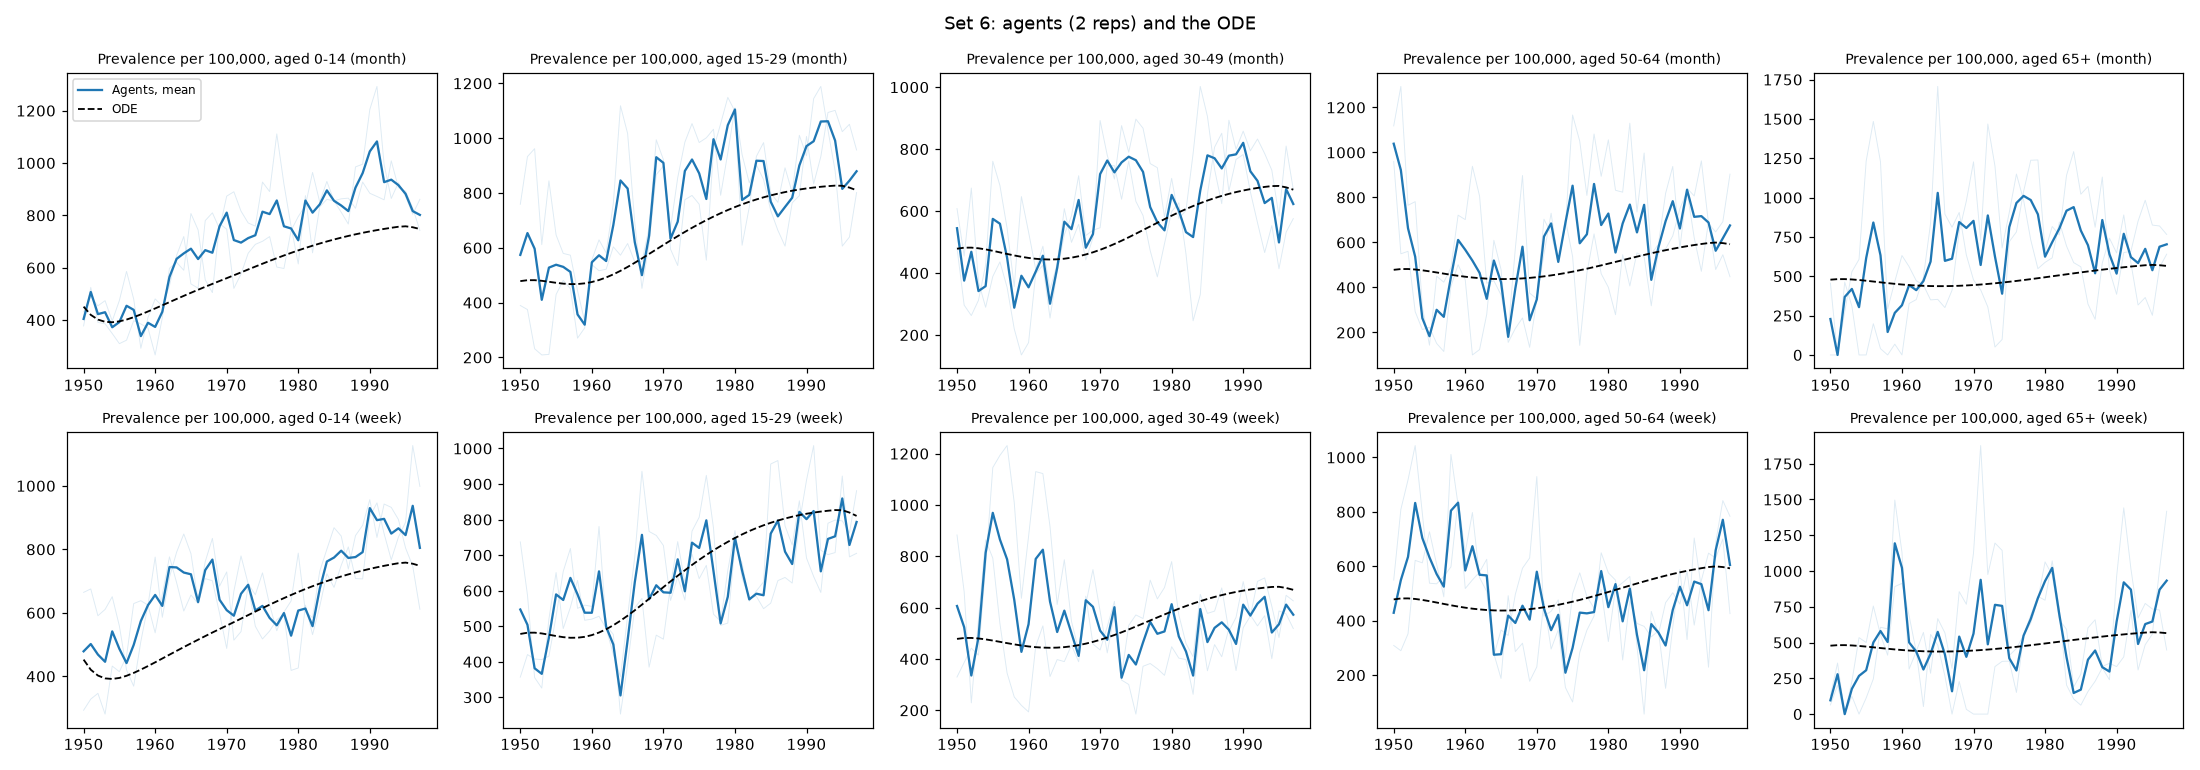 Set 6: agents (2 reps) and the ODE
Prevalence per 100,000, aged 0-14 (month)
Prevalence per 100,000, aged 15-29 (month)
Prevalence per 100,000, aged 30-49 (month)
Prevalence per 100,000, aged 50-64 (month)
Prevalence per 100,000, aged 65+ (month)
Agents, mean
ODE
1200
1000
800
600
400
1950 1960 1970 1980 1990
1200
1000
800
600
400
200
1950 1960 1970 1980 1990
1000
800
600
400
200
1950 1960 1970 1980 1990
1200
1000
800
600
400
200
1950 1960 1970 1980 1990
1750
1500
1250
1000
750
500
250
0
1950 1960 1970 1980 1990
Prevalence per 100,000, aged 0-14 (week)
Prevalence per 100,000, aged 15-29 (week)
Prevalence per 100,000, aged 30-49 (week)
Prevalence per 100,000, aged 50-64 (week)
Prevalence per 100,000, aged 65+ (week)
1000
800
600
400
1950 1960 1970 1980 1990
1000
900
800
700
600
500
400
300
1950 1960 1970 1980 1990
1200
1000
800
600
400
200
1950 1960 1970 1980 1990
1000
800
600
400
200
1950 1960 1970 1980 1990
1750
1500
1250
1000
750
500
250
0
1950 1960 1970 1980 1990